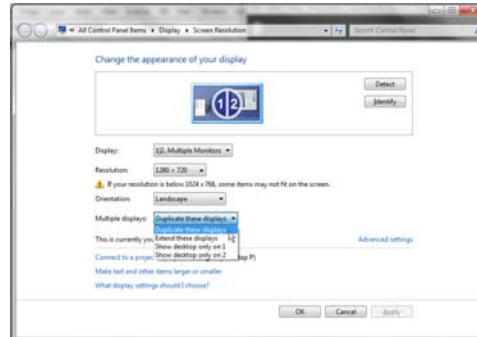 All Control Panel Items ▸ Display ▸ Screen Resolution
Search Control Panel
Change the appearance of your display
1|2
Detect
Identify
Display: 1|2. Multiple Monitors
Resolution: 1280 × 720
If your resolution is below 1024 x 768, some items may not fit on the screen.
Orientation: Landscape
Multiple displays: Duplicate these displays
Duplicate these displays
This is currently you
Extend these displays
Advanced settings
Show desktop only on 1
Connect to a projec
Show desktop only on 2
tap P)
Make text and other items larger or smaller
What display settings should I choose?
OK Cancel Apply